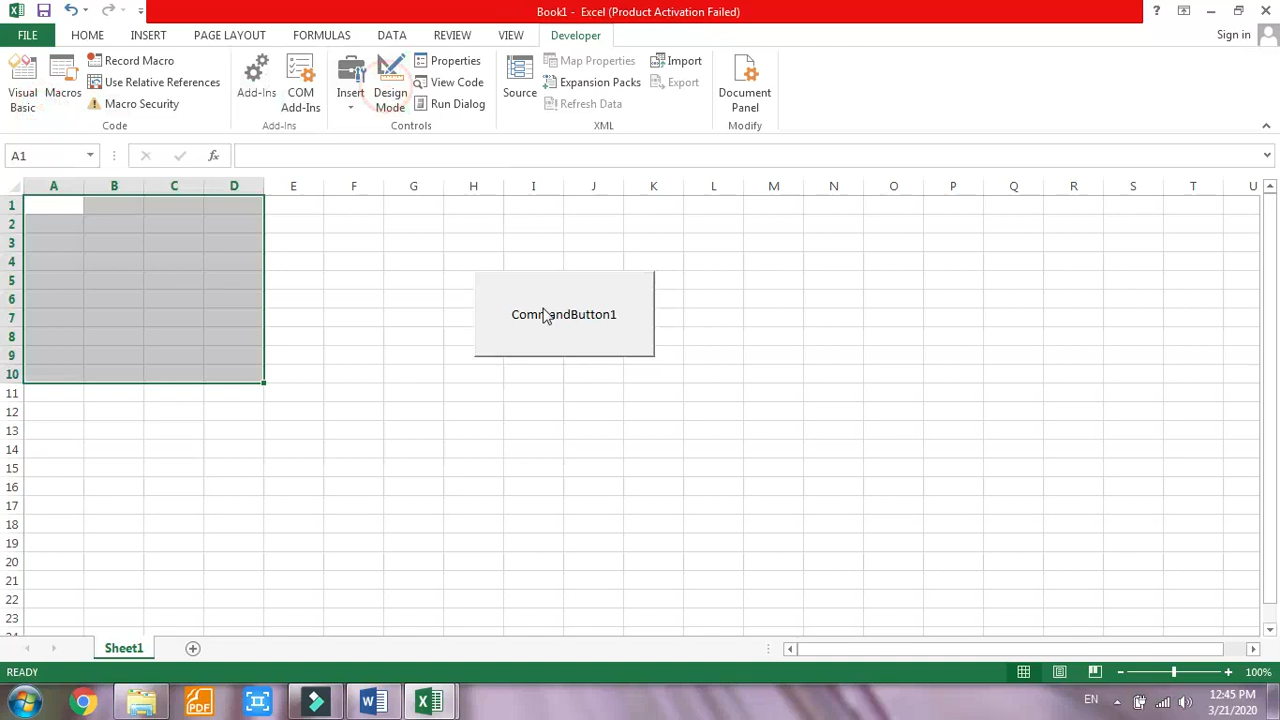 Book1 - Excel (Product Activation Failed)
FILE HOME INSERT PAGE LAYOUT FORMULAS DATA REVIEW VIEW Developer Sign in
Visual Basic
Macros
Record Macro
Use Relative References
Macro Security
Code
Add-Ins
COM Add-Ins
Add-Ins
Insert
Design Mode
Properties
View Code
Run Dialog
Controls
Source
Map Properties
Expansion Packs
Refresh Data
Import
Export
XML
Document Panel
Modify
A1 fx
A B C D E F G H I J K L M N O P Q R S T U
1
2
3
4
5
6
7
8
9
10
11
12
13
14
15
16
17
18
19
20
21
22
23
CommandButton1
Sheet1
READY 100%
PDF
EN
12:45 PM
3/21/2020